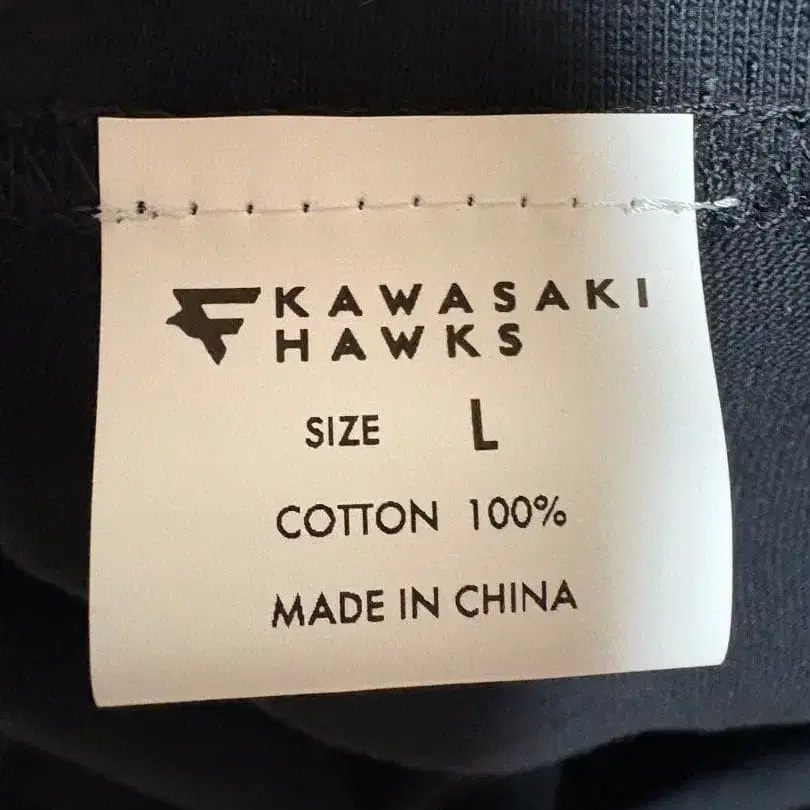 KAWASAKI
HAWKS
SIZE L
COTTON 100%
MADE IN CHINA